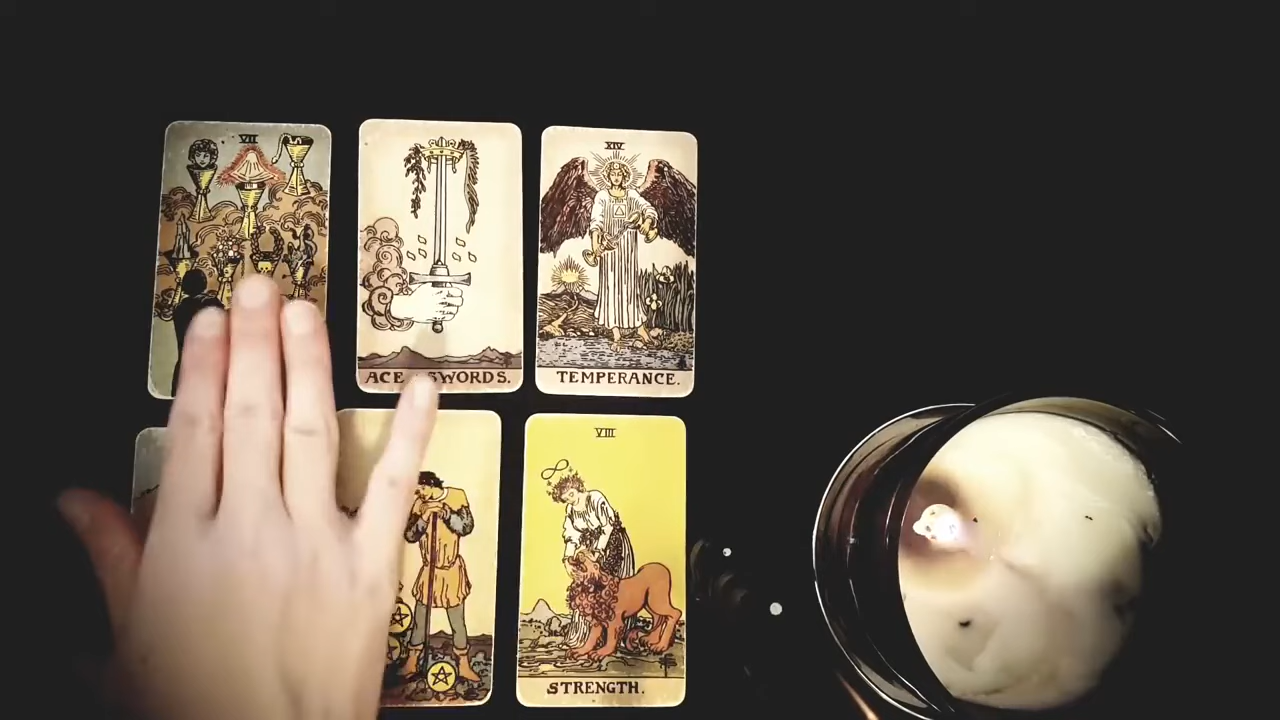 VII
ACE SWORDS.
XIV
TEMPERANCE.
VIII
STRENGTH.